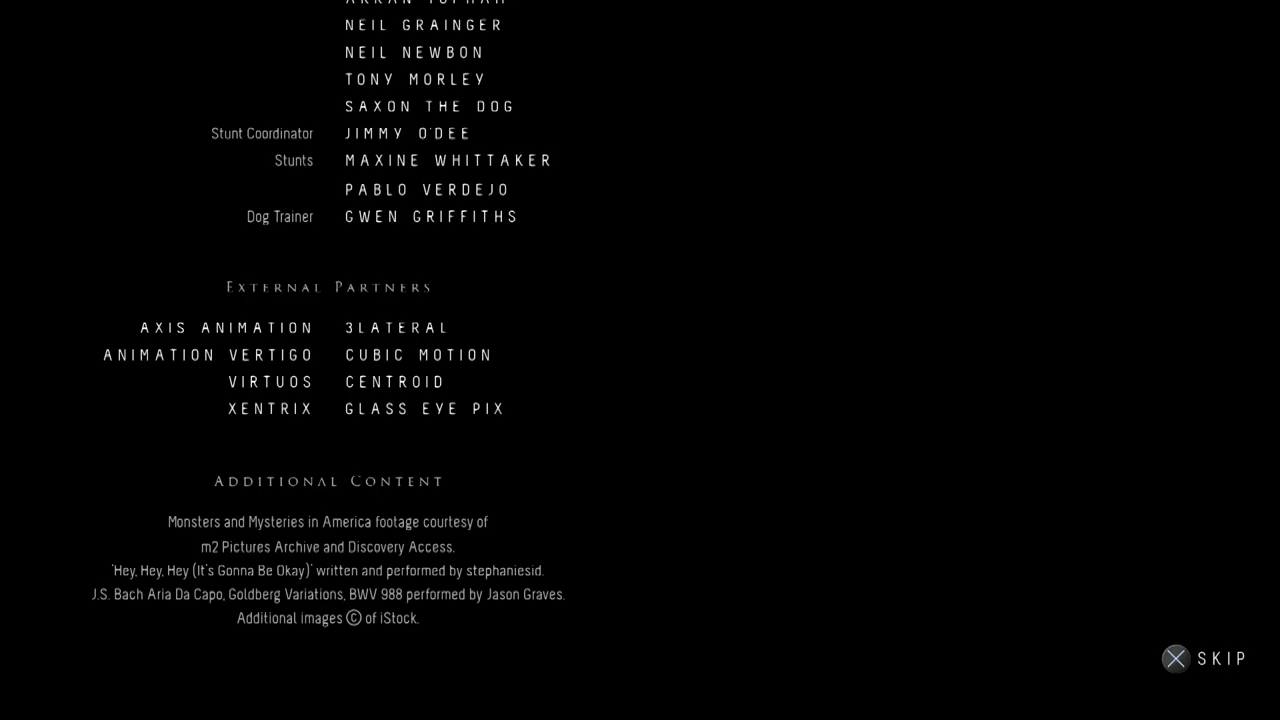 NEIL GRAINGER
NEIL NEWBON
TONY MORLEY
SAXON THE DOG
Stunt Coordinator JIMMY O'DEE
Stunts MAXINE WHITTAKER
PABLO VERDEJO
Dog Trainer GWEN GRIFFITHS
EXTERNAL PARTNERS
AXIS ANIMATION 3LATERAL
ANIMATION VERTIGO CUBIC MOTION
VIRTUOS CENTROID
XENTRIX GLASS EYE PIX
ADDITIONAL CONTENT
Monsters and Mysteries in America footage courtesy of
m2 Pictures Archive and Discovery Access.
'Hey, Hey, Hey (It's Gonna Be Okay)' written and performed by stephaniesid.
J.S. Bach Aria Da Capo, Goldberg Variations, BWV 988 performed by Jason Graves.
Additional images © of iStock.
SKIP